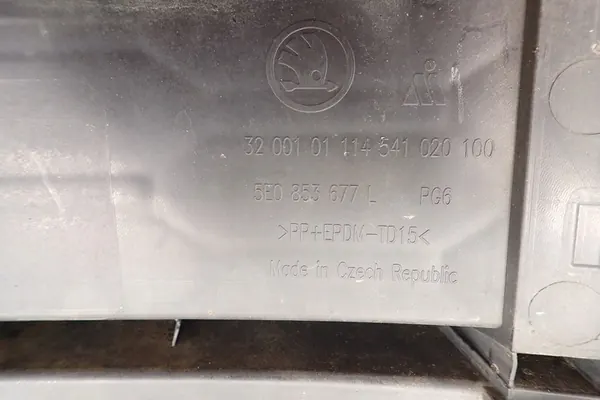 32 001 01 114 541 020 100
5E0 853 677 L PG6
>PP+EPDM-TD15<
Made in Czech Republic